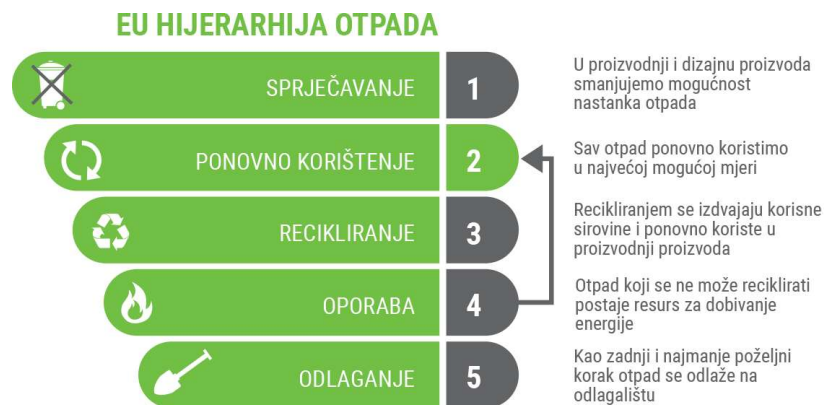 EU HIJERARHIJA OTPADA
SPRJEČAVANJE 1
U proizvodnji i dizajnu proizvoda
smanjujemo mogućnost
nastanka otpada
PONOVNO KORIŠTENJE 2
Sav otpad ponovno koristimo
u najvećoj mogućoj mjeri
RECIKLIRANJE 3
Recikliranjem se izdvajaju korisne
sirovine i ponovno koriste u
proizvodnji proizvoda
OPORABA 4
Otpad koji se ne može reciklirati
postaje resurs za dobivanje
energije
ODLAGANJE 5
Kao zadnji i najmanje poželjni
korak otpad se odlaže na
odlagalištu